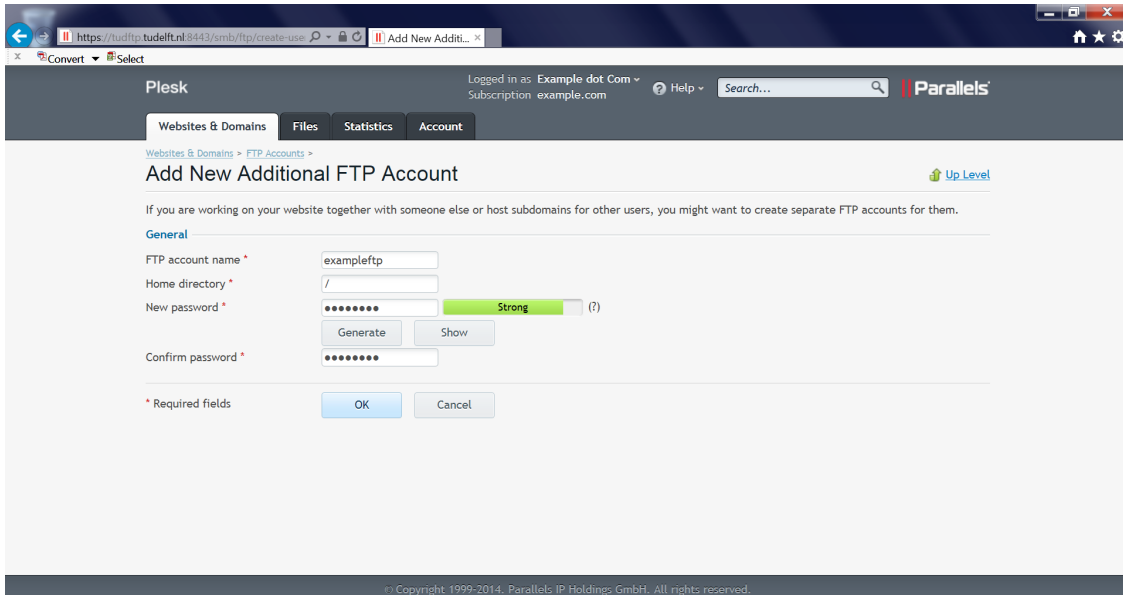 https://tudftp.tudelft.nl:8443/smb/ftp/create-use
Add New Additi... ×
x Convert Select
Plesk
Logged in as Example dot Com
Subscription example.com
? Help
Search...
Parallels
Websites & Domains Files Statistics Account
Websites & Domains > FTP Accounts >
Add New Additional FTP Account
Up Level
If you are working on your website together with someone else or host subdomains for other users, you might want to create separate FTP accounts for them.
General
FTP account name * exampleftp
Home directory * /
New password * •••••••• Strong (?)
Generate Show
Confirm password * ••••••••
* Required fields OK Cancel
© Copyright 1999-2014. Parallels IP Holdings GmbH. All rights reserved.